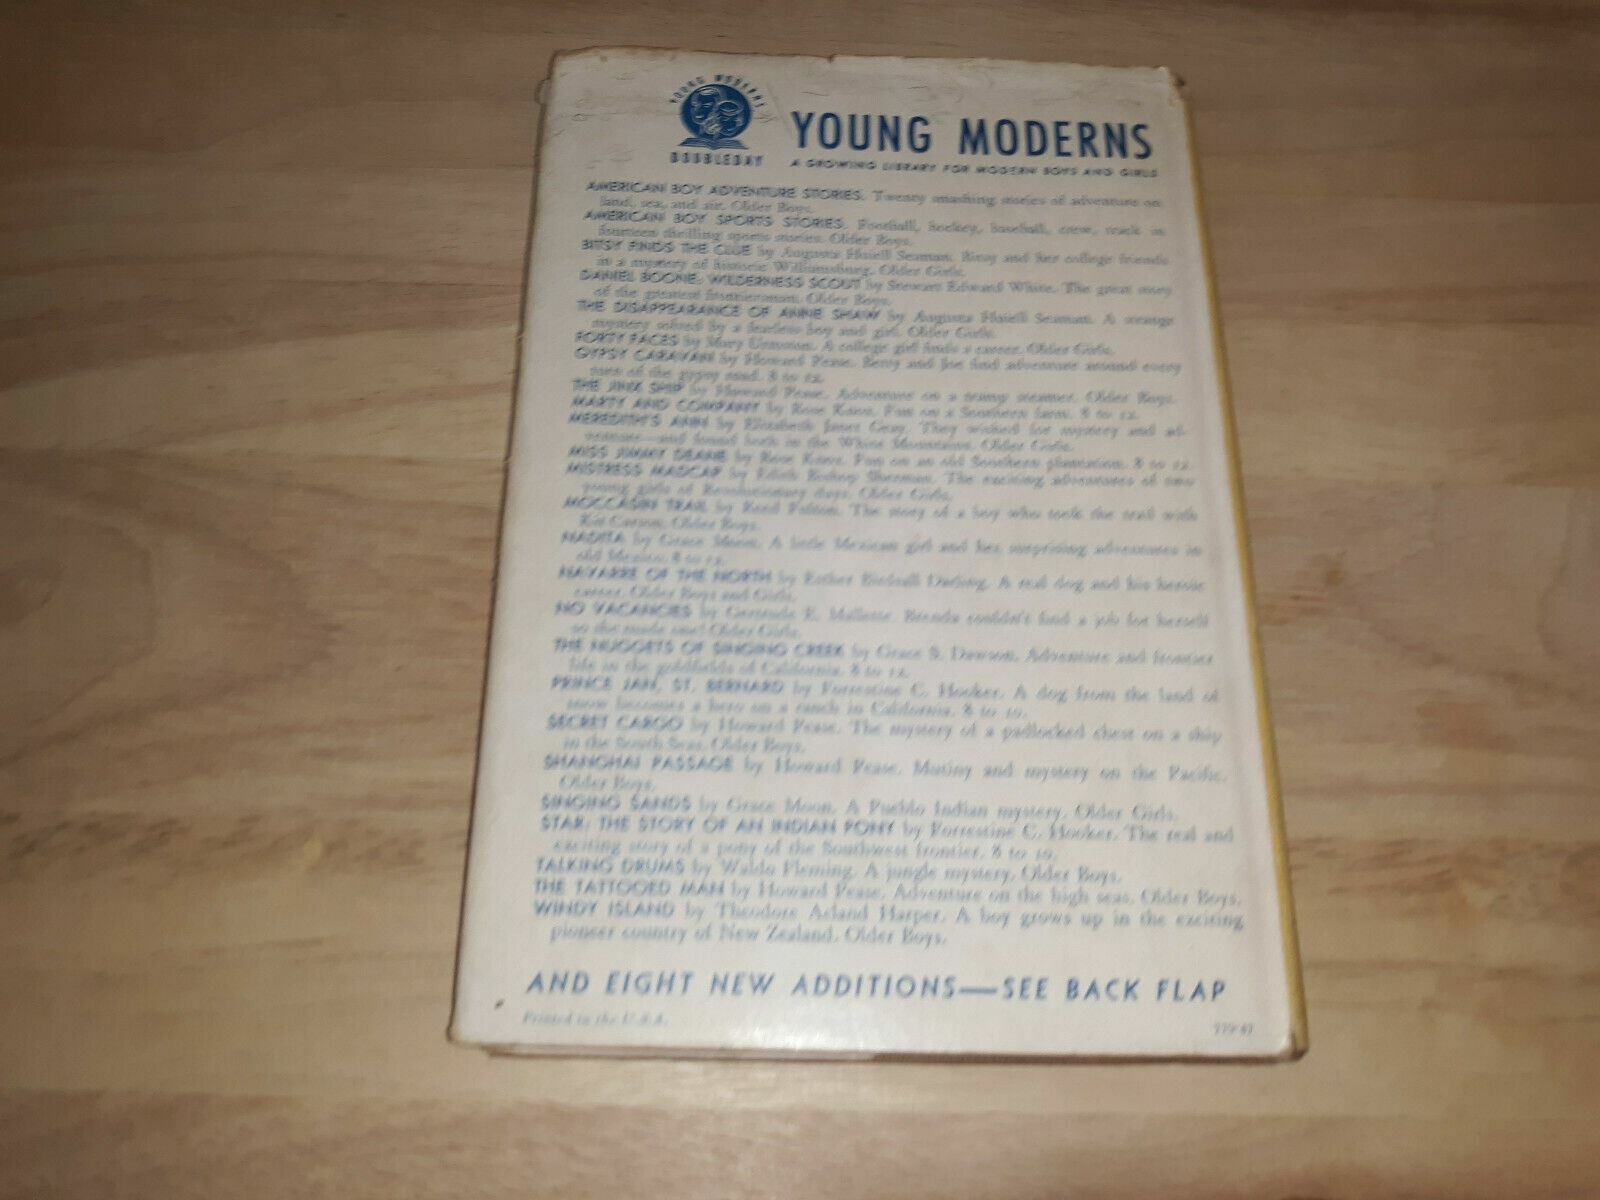 YOUNG MODERNS
DOUBLEDAY
YOUNG MODERNS
A GROWING LIBRARY FOR MODERN BOYS AND GIRLS
AMERICAN BOY ADVENTURE STORIES. Twenty smashing stories of adventure on
land, sea, and air. Older Boys.
AMERICAN BOY SPORTS STORIES. Football, hockey, baseball, crew, track in
fourteen thrilling sports stories. Older Boys.
BITSY FINDS THE CLUE by Augusta Huiell Seaman. Bitsy and her college friends
in a mystery of historic Williamsburg. Older Girls.
DANIEL BOONE, WILDERNESS SCOUT by Stewart Edward White. The great story
of the greatest frontiersman. Older Boys.
THE DISAPPEARANCE OF ANNE SHAW by Augusta Huiell Seaman. A strange
mystery solved by a fearless boy and girl. Older Girls.
FORTY FACES by Mary Urmston. A college girl finds a career. Older Girls.
GYPSY CARAVAN by Howard Pease. Betsy and Joe find adventure around every
turn of the gypsy road. 8 to 12.
THE JINX SHIP by Howard Pease. Adventure on a tramp steamer. Older Boys.
MARTY AND COMPANY by Rose Knox. Fun on a Southern farm. 8 to 12.
MEREDITH'S ANN by Elizabeth Janet Gray. They wished for mystery and ad-
venture—and found both in the White Mountains. Older Girls.
MISS JIMMY DEANE by Rose Knox. Fun on an old Southern plantation. 8 to 12.
MISTRESS MADCAP by Edith Bishop Sherman. The exciting adventures of two
young girls of Revolutionary days. Older Girls.
MOCCASIN TRAIL by Reed Fulton. The story of a boy who took the trail with
Kit Carson. Older Boys.
NADITA by Grace Moon. A little Mexican girl and her surprising adventures in
old Mexico. 8 to 12.
NAVARRE OF THE NORTH by Esther Birdsall Darling. A real dog and his heroic
career. Older Boys and Girls.
NO VACANCIES by Gertrude E. Mallette. Brenda couldn't find a job for herself
so she made one! Older Girls.
THE NUGGETS OF SINGING CREEK by Grace S. Dawson. Adventure and frontier
life in the goldfields of California. 8 to 12.
PRINCE JAN, ST. BERNARD by Forrestine C. Hooker. A dog from the land of
snow becomes a hero on a ranch in California. 8 to 10.
SECRET CARGO by Howard Pease. The mystery of a padlocked chest on a ship
in the South Seas. Older Boys.
SHANGHAI PASSAGE by Howard Pease. Mutiny and mystery on the Pacific.
Older Boys.
SINGING SANDS by Grace Moon. A Pueblo Indian mystery. Older Girls.
STAR: THE STORY OF AN INDIAN PONY by Forrestine C. Hooker. The real and
exciting story of a pony of the Southwest frontier. 8 to 10.
TALKING DRUMS by Waldo Fleming. A jungle mystery. Older Boys.
THE TATTOOED MAN by Howard Pease. Adventure on the high seas. Older Boys.
WINDY ISLAND by Theodore Acland Harper. A boy grows up in the exciting
pioneer country of New Zealand. Older Boys.
AND EIGHT NEW ADDITIONS—SEE BACK FLAP
Printed in the U.S.A.